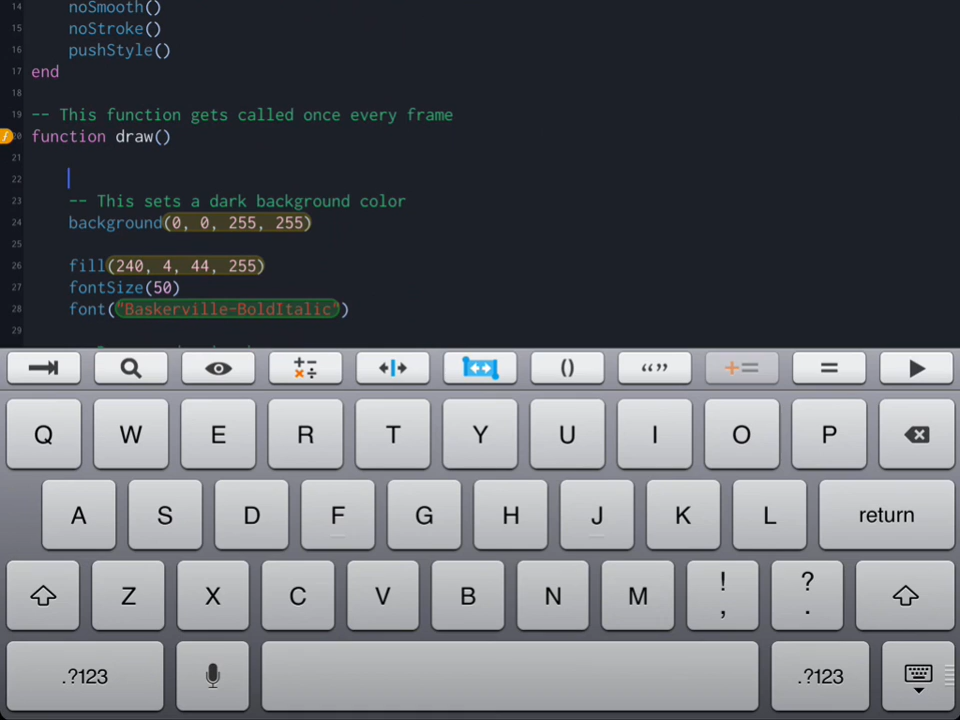 14 noSmooth()
15 noStroke()
16 pushStyle()
17 end
18
19 -- This function gets called once every frame
20 function draw()
21
22
23 -- This sets a dark background color
24 background(0, 0, 255, 255)
25
26 fill(240, 4, 44, 255)
27 fontSize(50)
28 font("Baskerville-BoldItalic")
29
+− ×÷ () “” += =
Q W E R T Y U I O P
A S D F G H J K L return
Z X C V B N M ! , ? .
.?123 .?123